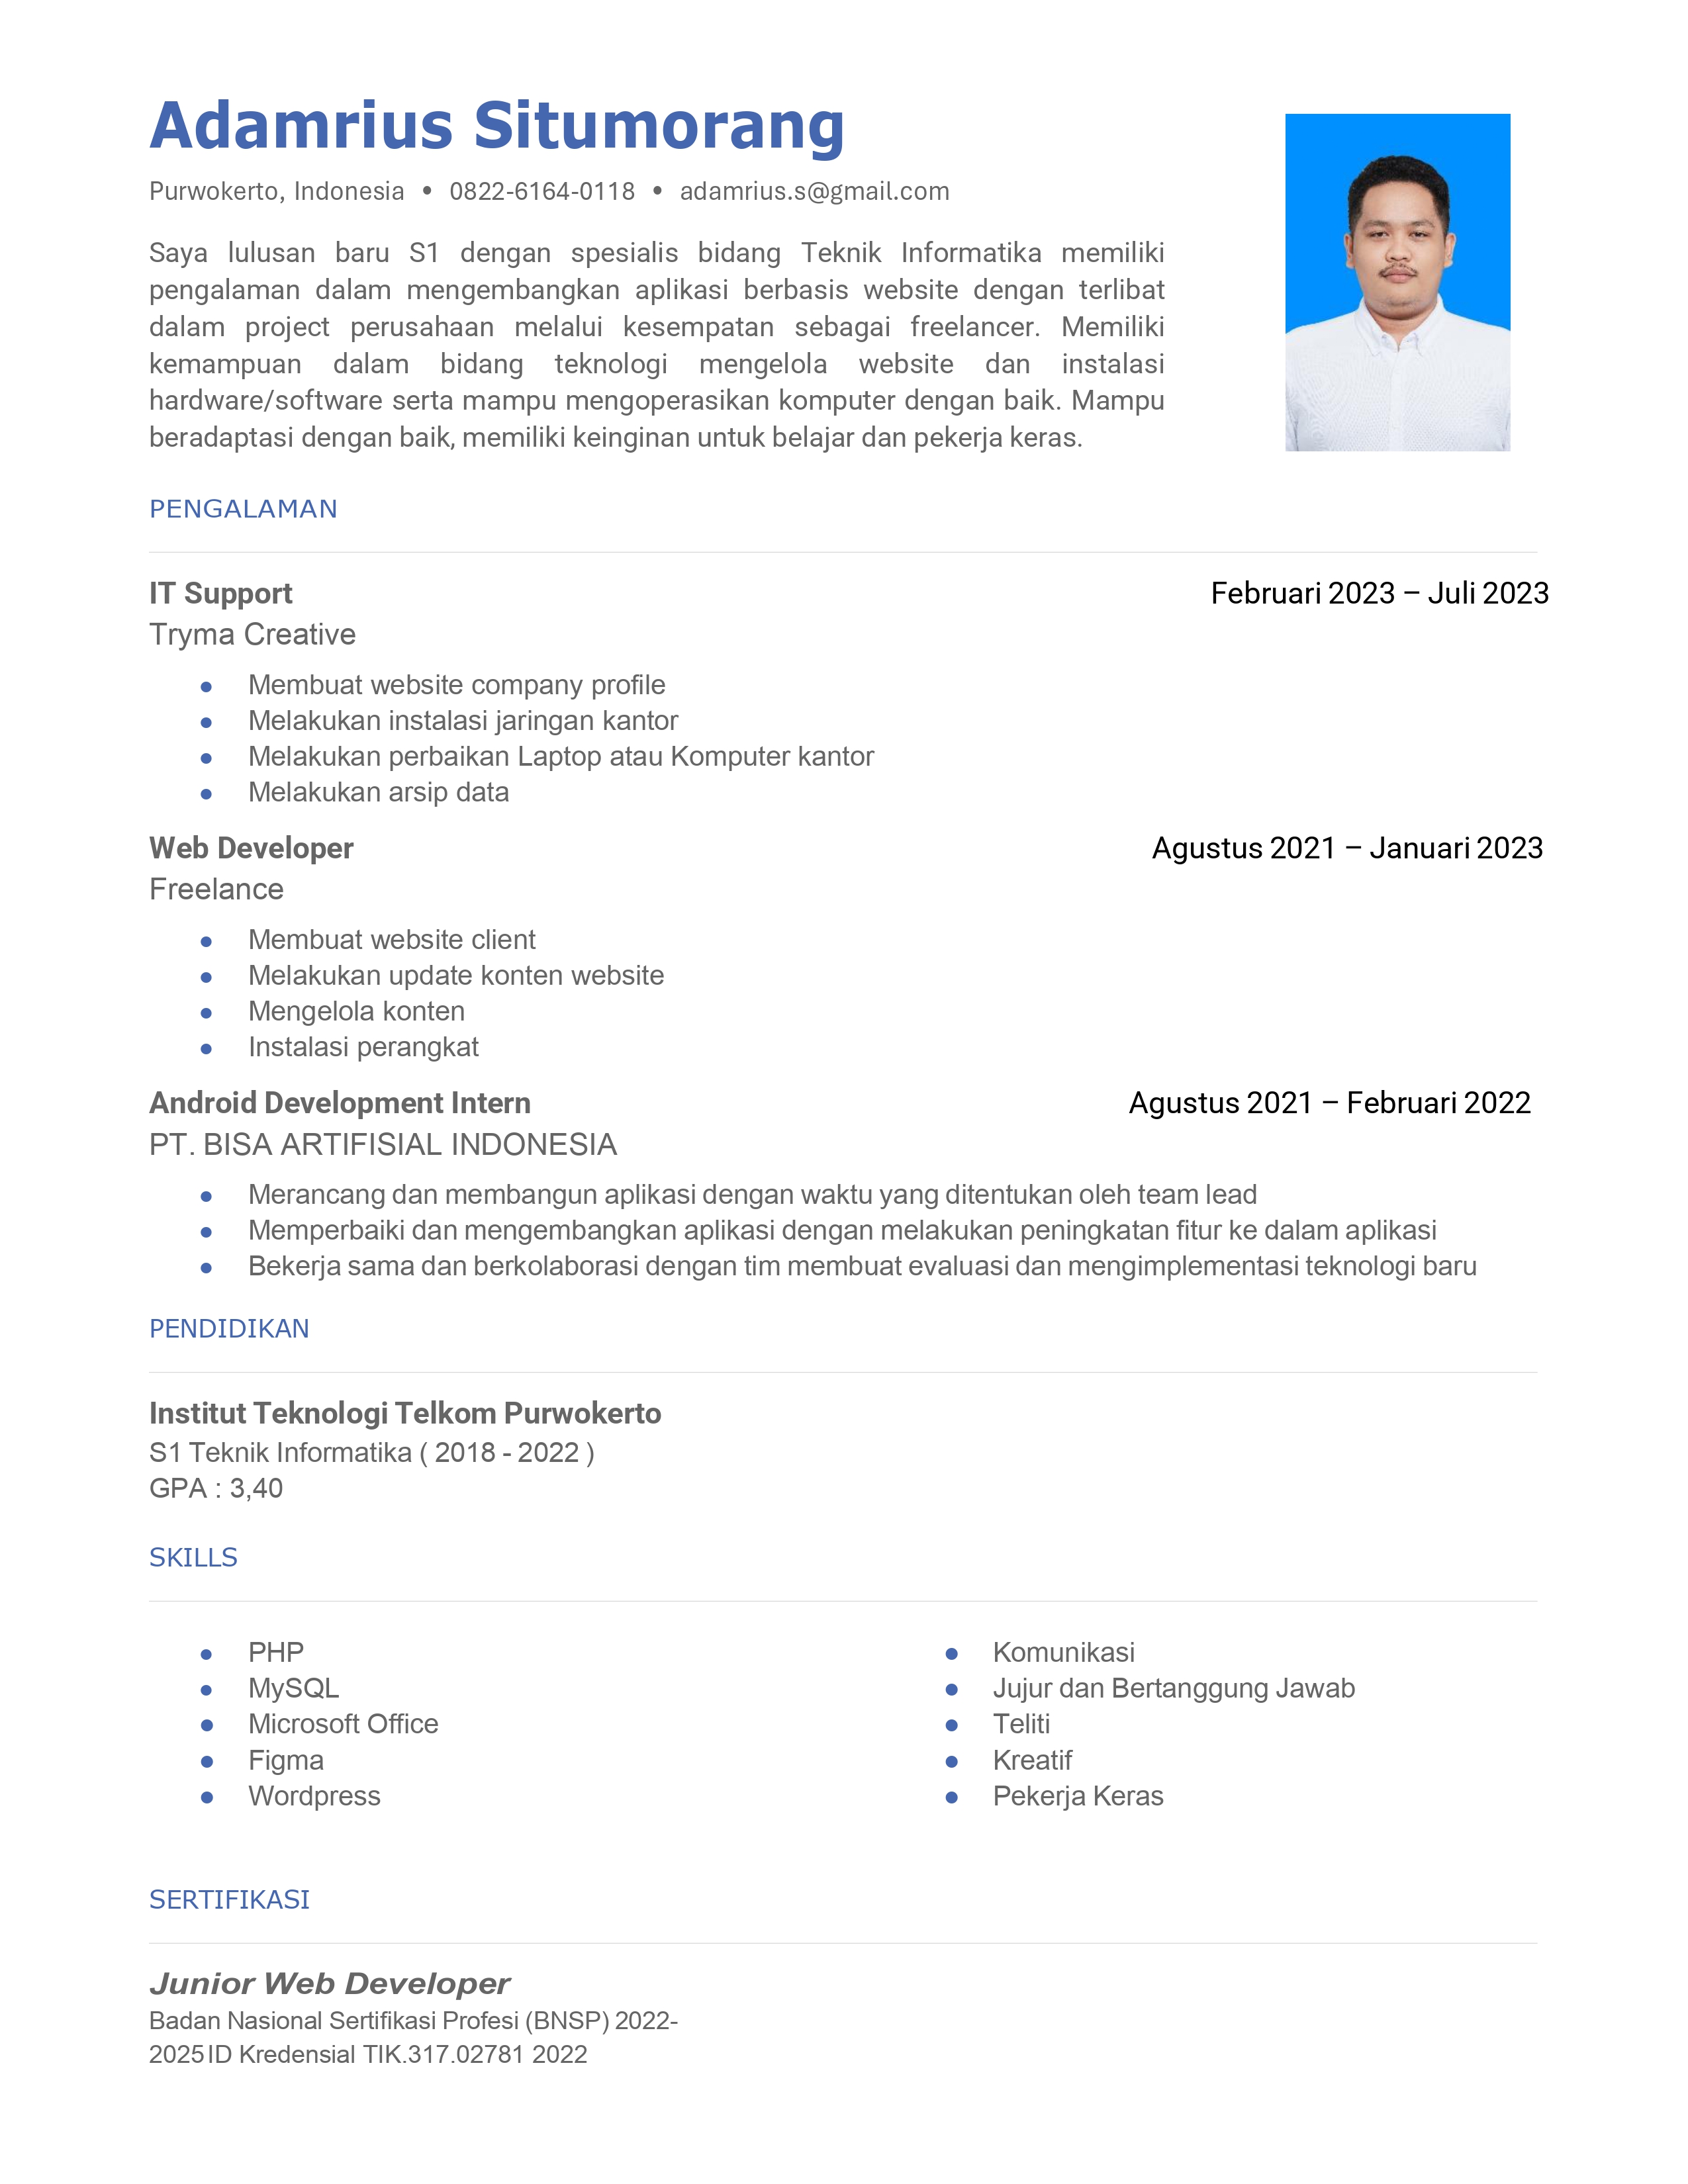 Adamrius Situmorang
Purwokerto, Indonesia • 0822-6164-0118 • adamrius.s@gmail.com
Saya lulusan baru S1 dengan spesialis bidang Teknik Informatika memiliki
pengalaman dalam mengembangkan aplikasi berbasis website dengan terlibat
dalam project perusahaan melalui kesempatan sebagai freelancer. Memiliki
kemampuan dalam bidang teknologi mengelola website dan instalasi
hardware/software serta mampu mengoperasikan komputer dengan baik. Mampu
beradaptasi dengan baik, memiliki keinginan untuk belajar dan pekerja keras.
PENGALAMAN
IT Support Februari 2023 – Juli 2023
Tryma Creative
• Membuat website company profile
• Melakukan instalasi jaringan kantor
• Melakukan perbaikan Laptop atau Komputer kantor
• Melakukan arsip data
Web Developer Agustus 2021 – Januari 2023
Freelance
• Membuat website client
• Melakukan update konten website
• Mengelola konten
• Instalasi perangkat
Android Development Intern Agustus 2021 – Februari 2022
PT. BISA ARTIFISIAL INDONESIA
• Merancang dan membangun aplikasi dengan waktu yang ditentukan oleh team lead
• Memperbaiki dan mengembangkan aplikasi dengan melakukan peningkatan fitur ke dalam aplikasi
• Bekerja sama dan berkolaborasi dengan tim membuat evaluasi dan mengimplementasi teknologi baru
PENDIDIKAN
Institut Teknologi Telkom Purwokerto
S1 Teknik Informatika ( 2018 - 2022 )
GPA : 3,40
SKILLS
• PHP
• MySQL
• Microsoft Office
• Figma
• Wordpress
• Komunikasi
• Jujur dan Bertanggung Jawab
• Teliti
• Kreatif
• Pekerja Keras
SERTIFIKASI
Junior Web Developer
Badan Nasional Sertifikasi Profesi (BNSP) 2022-
2025 ID Kredensial TIK.317.02781 2022